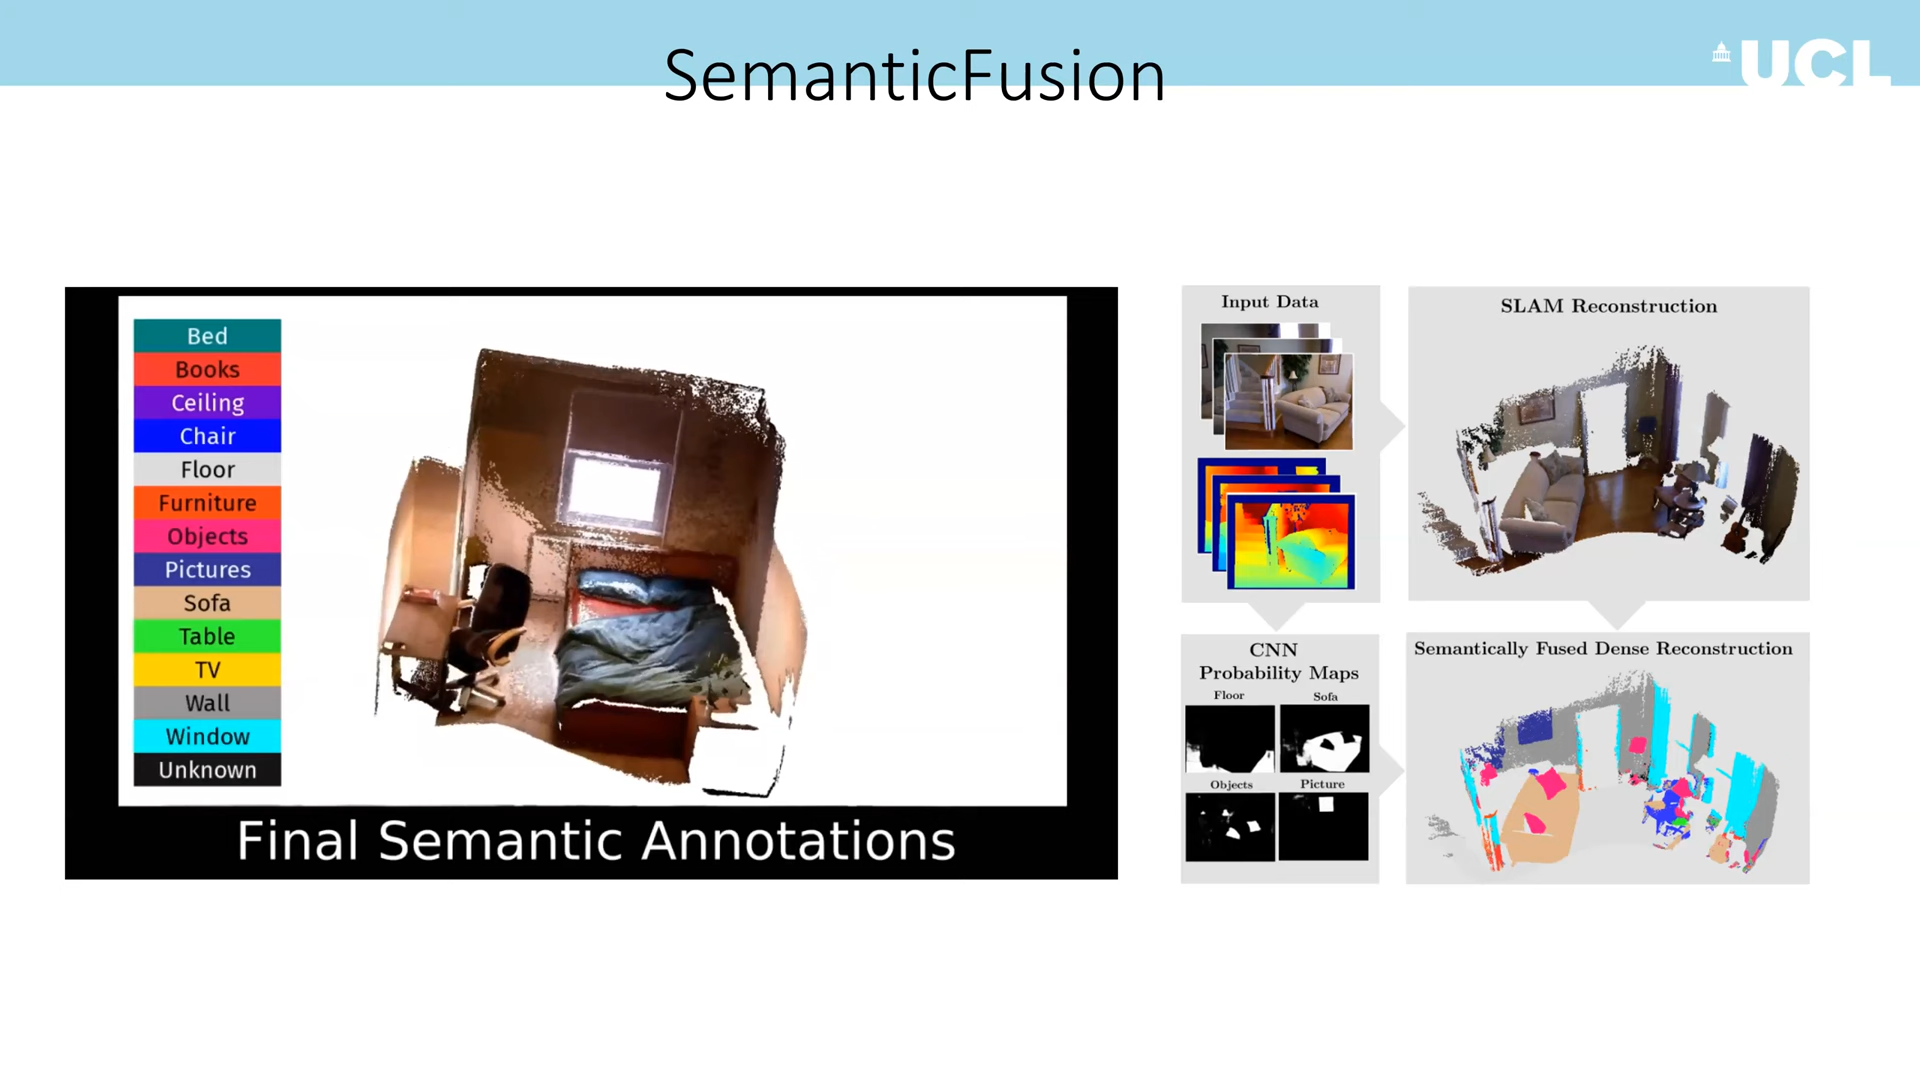 SemanticFusion
UCL
Bed
Books
Ceiling
Chair
Floor
Furniture
Objects
Pictures
Sofa
Table
TV
Wall
Window
Unknown
Final Semantic Annotations
Input Data
SLAM Reconstruction
CNN
Probability Maps
Floor
Sofa
Objects
Picture
Semantically Fused Dense Reconstruction